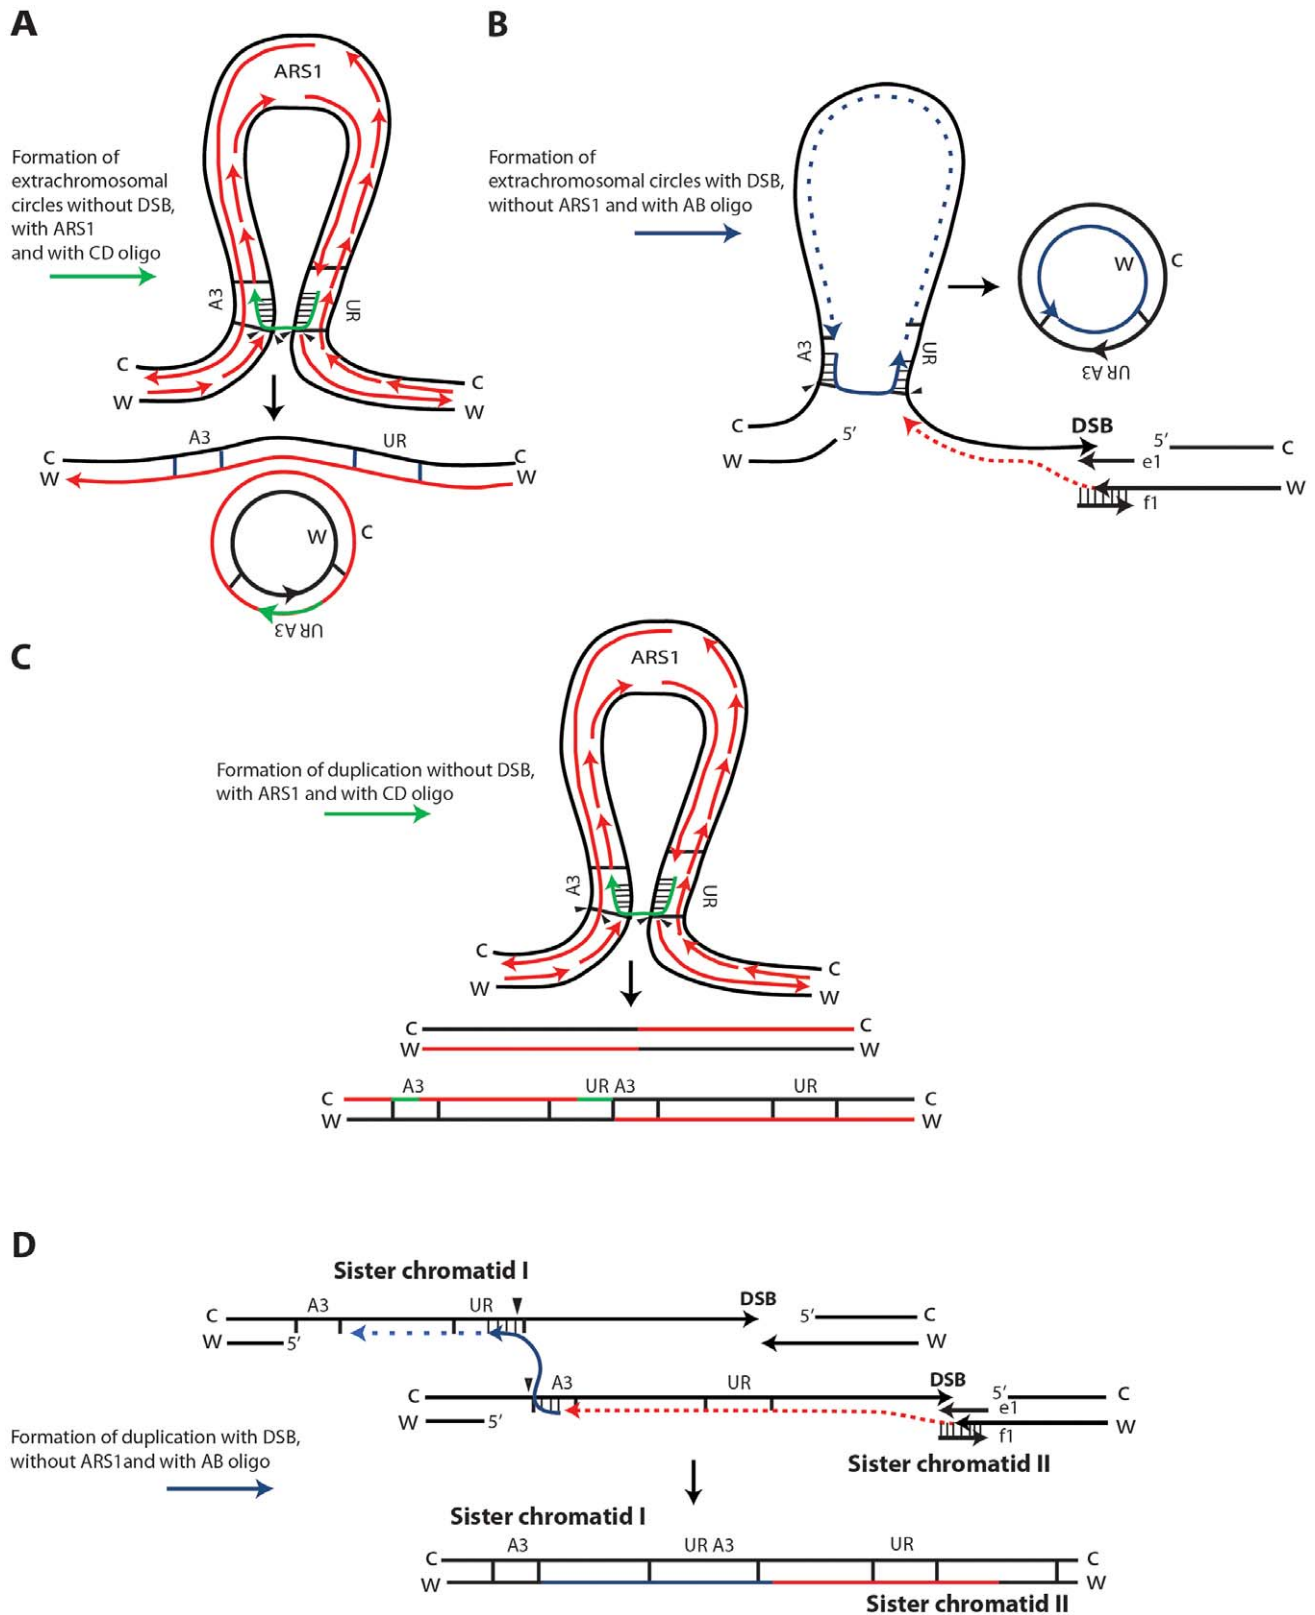 A
B
ARS1
Formation of
extrachromosomal
circles without DSB,
with ARS1
and with CD oligo
A3
UR
C
W
C
W
A3
UR
C
W
C
W
W
C
UR A3
Formation of
extrachromosomal circles with DSB,
without ARS1 and with AB oligo
A3
UR
C
W
5′
DSB
5′
C
e1
W
f1
W
C
UR A3
C
ARS1
Formation of duplication without DSB,
with ARS1 and with CD oligo
A3
UR
C
W
C
W
C
C
W
W
A3
UR A3
UR
C
C
W
W
D
Sister chromatid I
C
A3
UR
DSB
5′
C
W
5′
W
C
A3
UR
DSB
5′
C
e1
W
5′
W
f1
Formation of duplication with DSB,
without ARS1and with AB oligo
Sister chromatid II
Sister chromatid I
A3
UR A3
UR
C
C
W
W
Sister chromatid II